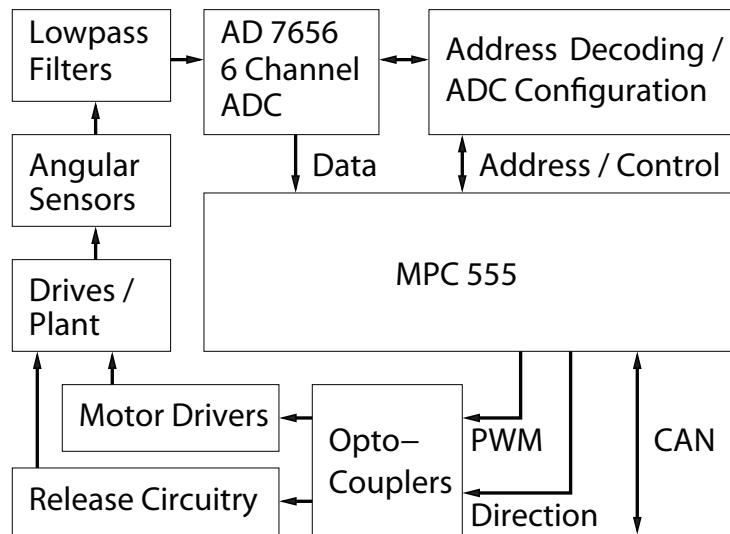 Lowpass
Filters
AD 7656
6 Channel
ADC
Address Decoding /
ADC Configuration
Data
Address / Control
Angular
Sensors
MPC 555
Drives /
Plant
Motor Drivers
Opto–
Couplers
PWM
CAN
Release Circuitry
Direction